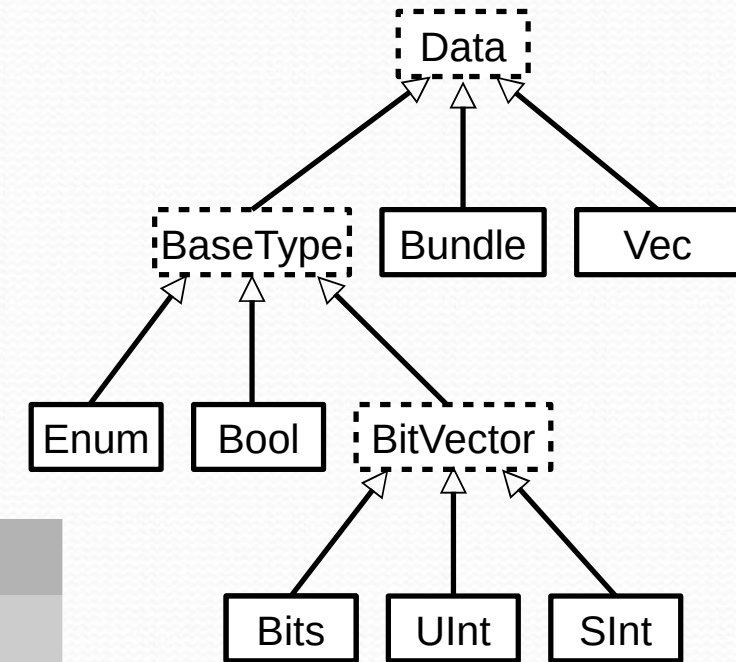 Data
BaseType Bundle Vec
Enum Bool BitVector
Bits UInt SInt